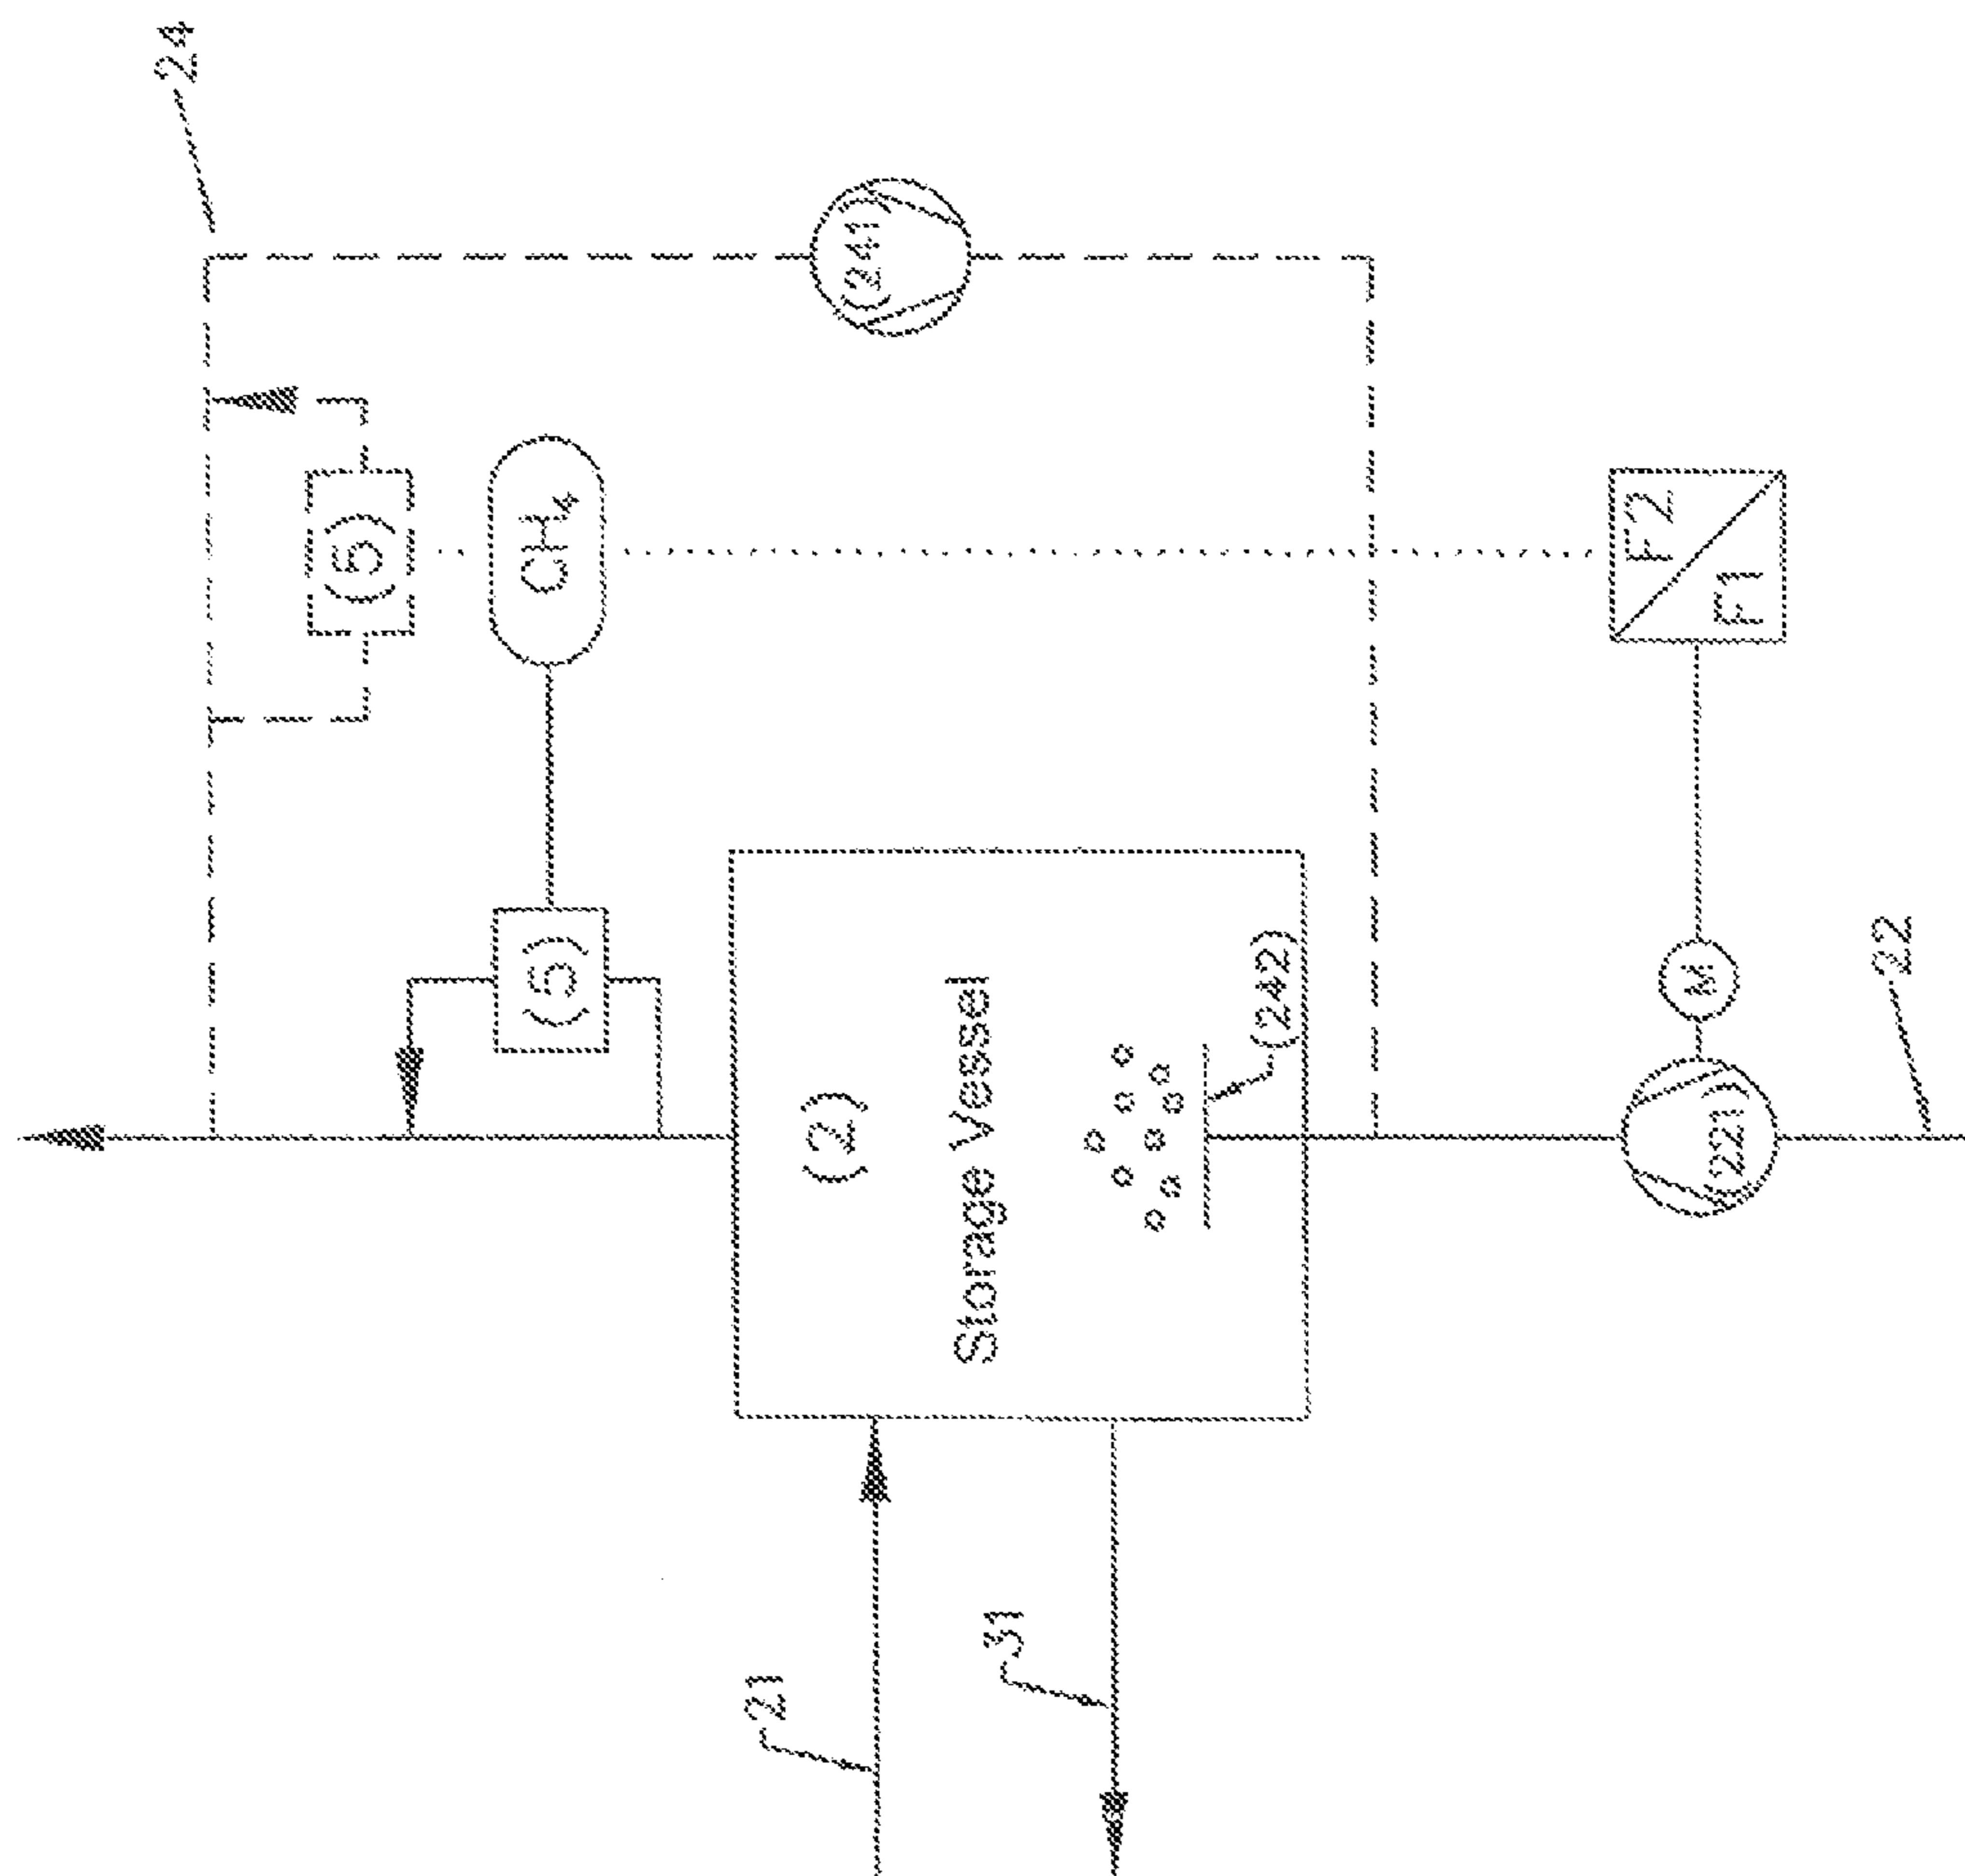 24
(241)
(5)
CH₄
F2
F1
(5)
(2)
Storage Vessel
(242)
M
(221)
22
21
31